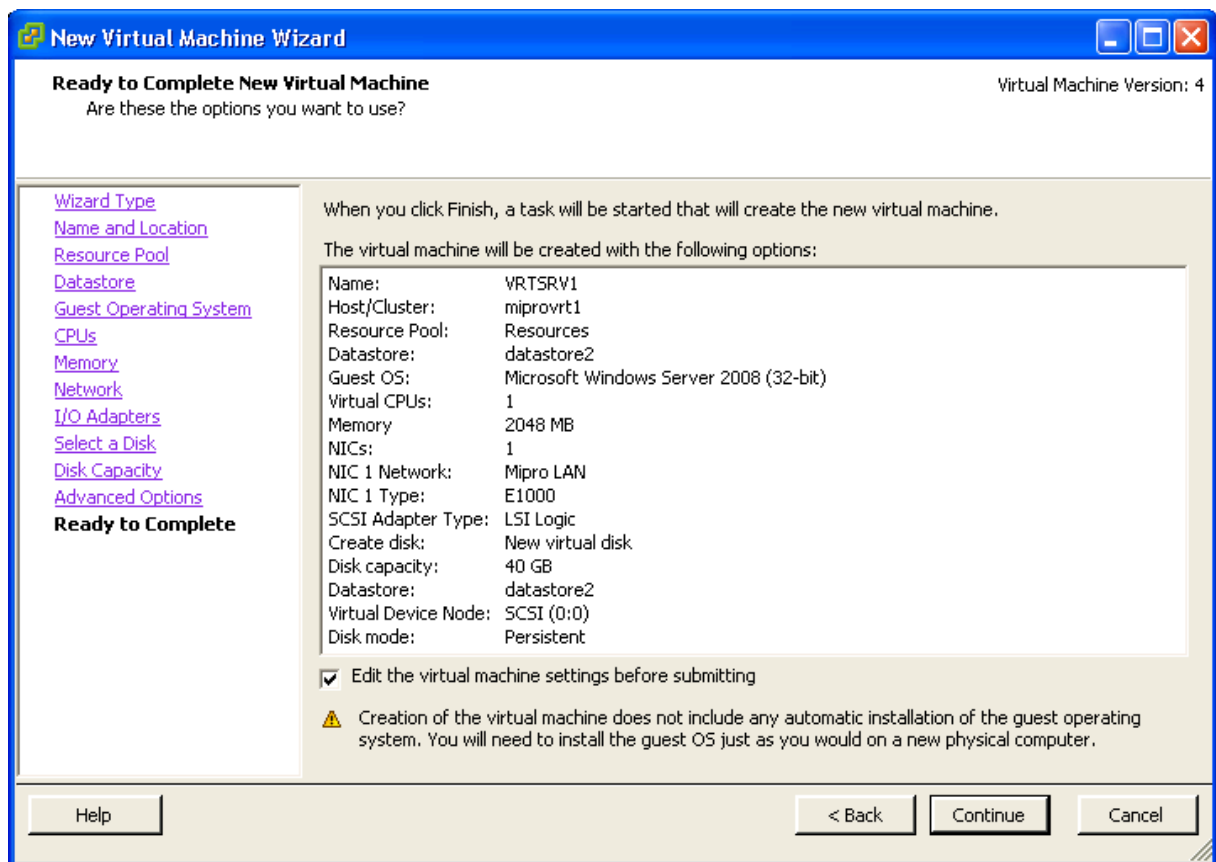 New Virtual Machine Wizard
Ready to Complete New Virtual Machine
Virtual Machine Version: 4
Are these the options you want to use?
Wizard Type
Name and Location
Resource Pool
Datastore
Guest Operating System
CPUs
Memory
Network
I/O Adapters
Select a Disk
Disk Capacity
Advanced Options
Ready to Complete
When you click Finish, a task will be started that will create the new virtual machine.
The virtual machine will be created with the following options:
Name: VRTSRV1
Host/Cluster: miprovrt1
Resource Pool: Resources
Datastore: datastore2
Guest OS: Microsoft Windows Server 2008 (32-bit)
Virtual CPUs: 1
Memory 2048 MB
NICs: 1
NIC 1 Network: Mipro LAN
NIC 1 Type: E1000
SCSI Adapter Type: LSI Logic
Create disk: New virtual disk
Disk capacity: 40 GB
Datastore: datastore2
Virtual Device Node: SCSI (0:0)
Disk mode: Persistent
Edit the virtual machine settings before submitting
Creation of the virtual machine does not include any automatic installation of the guest operating
system. You will need to install the guest OS just as you would on a new physical computer.
Help
< Back
Continue
Cancel